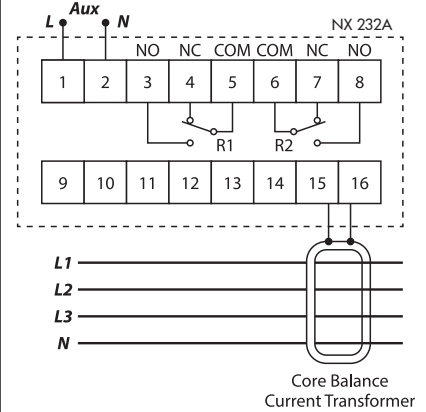 Aux
L N
NX 232A
NO NC COM COM NC NO
1 2 3 4 5 6 7 8
R1 R2
9 10 11 12 13 14 15 16
L1
L2
L3
N
Core Balance
Current Transformer